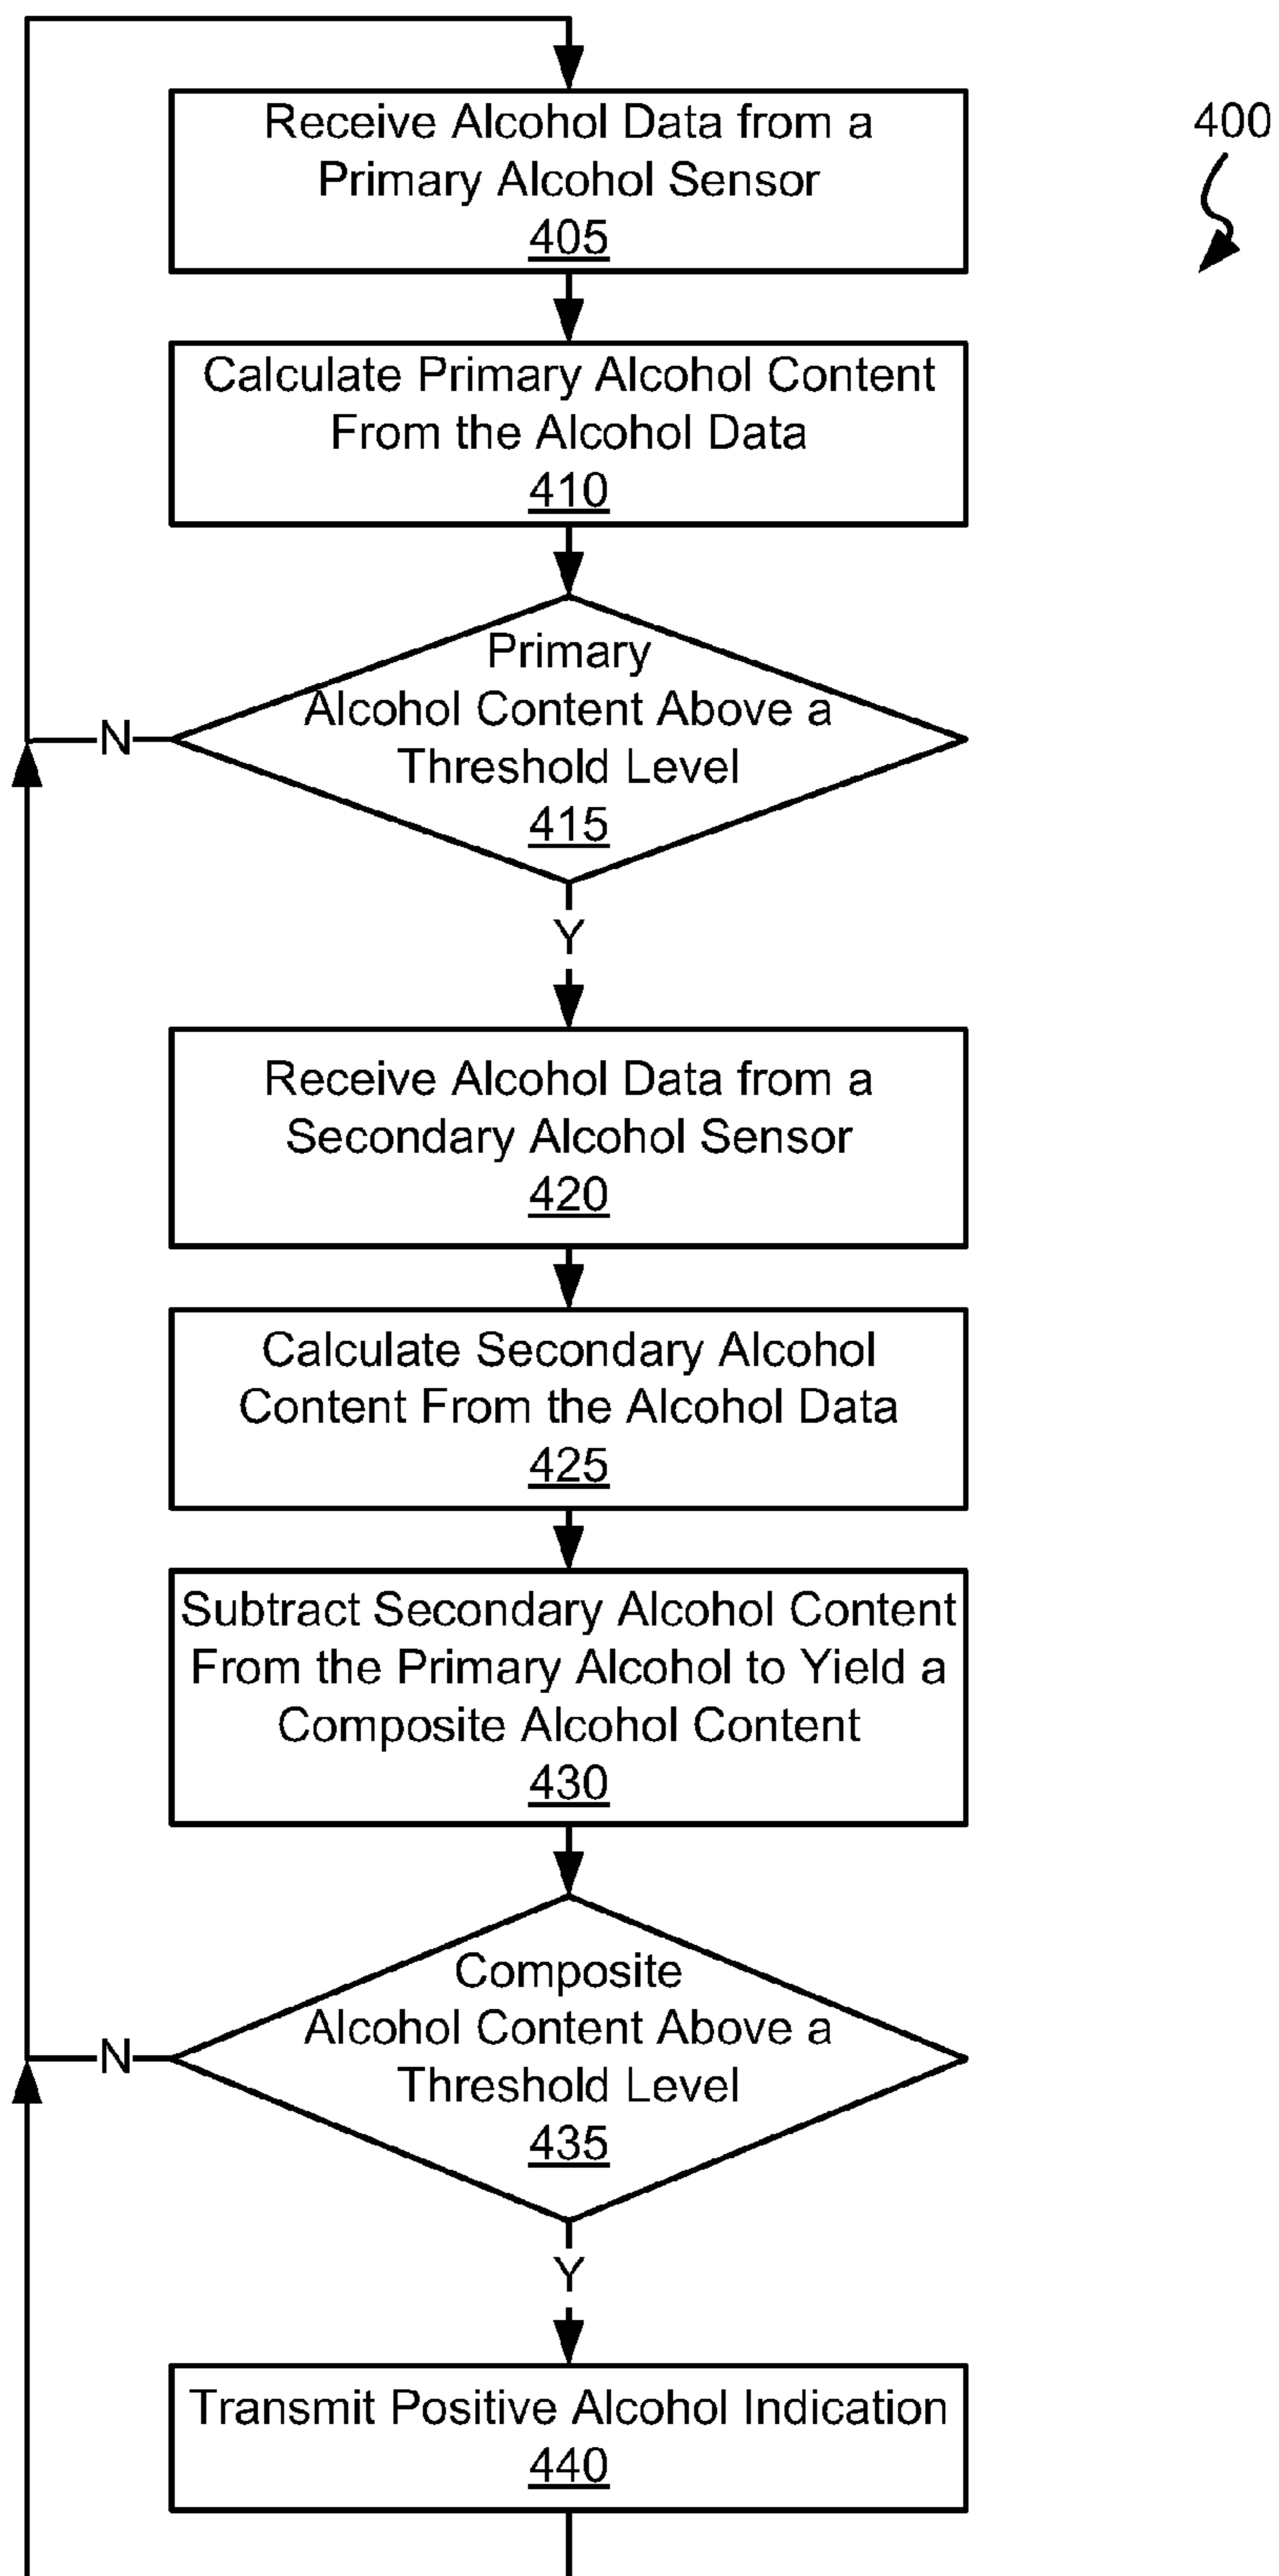 400
Receive Alcohol Data from a
Primary Alcohol Sensor
405
Calculate Primary Alcohol Content
From the Alcohol Data
410
Primary
Alcohol Content Above a
Threshold Level
415
N
Y
Receive Alcohol Data from a
Secondary Alcohol Sensor
420
Calculate Secondary Alcohol
Content From the Alcohol Data
425
Subtract Secondary Alcohol Content
From the Primary Alcohol to Yield a
Composite Alcohol Content
430
Composite
Alcohol Content Above a
Threshold Level
435
N
Y
Transmit Positive Alcohol Indication
440